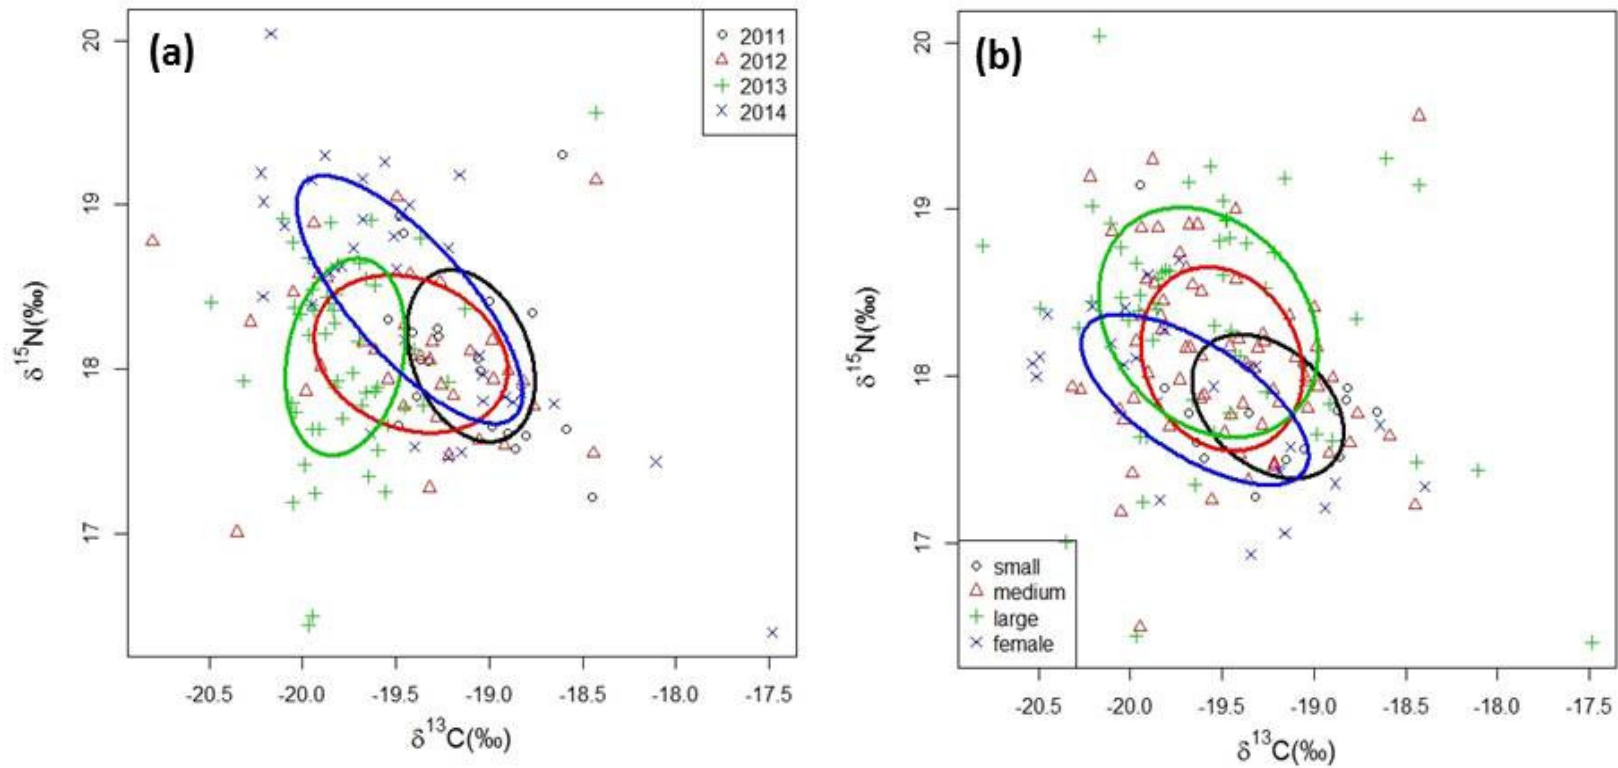 (a)
2011
2012
2013
2014
20
19
18
17
δ¹⁵N(‰)
-20.5 -20.0 -19.5 -19.0 -18.5 -18.0 -17.5
δ¹³C(‰)
(b)
20
19
18
17
δ¹⁵N(‰)
small
medium
large
female
-20.5 -20.0 -19.5 -19.0 -18.5 -18.0 -17.5
δ¹³C(‰)